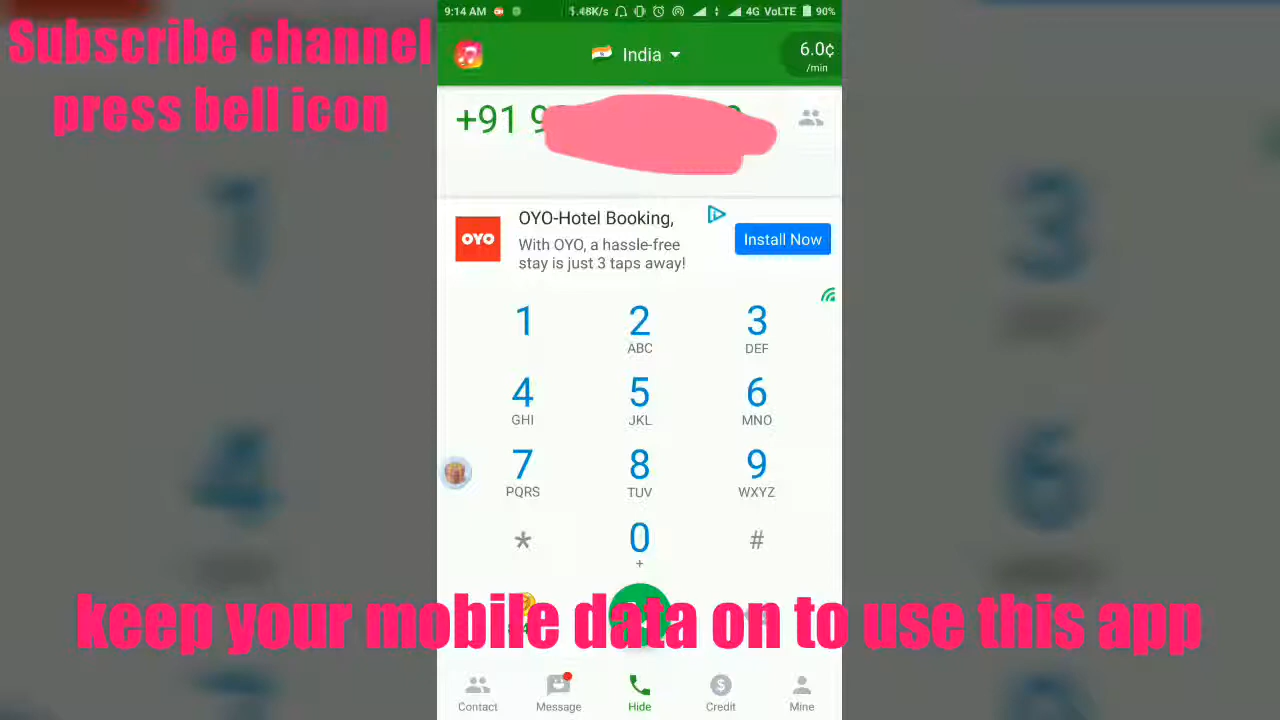 Subscribe channel
press bell icon
9:14 AM
1.48K/s
4G VoLTE
90%
India
6.0¢
/min
+91 9
OYO
OYO-Hotel Booking,
With OYO, a hassle-free
stay is just 3 taps away!
Install Now
1
2
3
ABC
DEF
4
5
6
GHI
JKL
MNO
7
8
9
PQRS
TUV
WXYZ
*
0
#
+
keep your mobile data on to use this app
Contact
Message
Hide
Credit
Mine